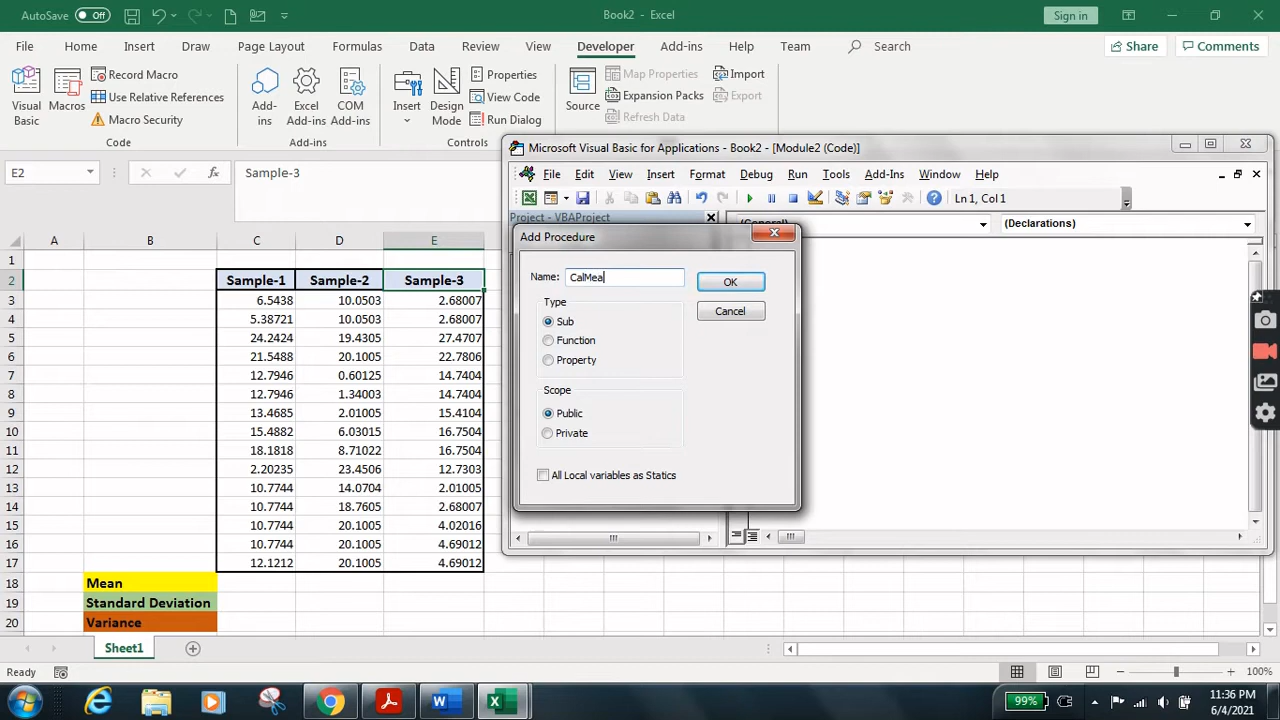 AutoSave Off Book2 - Excel Sign in
File Home Insert Draw Page Layout Formulas Data Review View Developer Add-ins Help Team Search Share Comments
Visual Basic
Macros
Record Macro
Use Relative References
Macro Security
Code
Add-ins
Excel Add-ins
COM Add-ins
Add-ins
Insert
Design Mode
Properties
View Code
Run Dialog
Controls
Source
Map Properties
Expansion Packs
Refresh Data
Import
Export
E2 fx Sample-3
Microsoft Visual Basic for Applications - Book2 - [Module2 (Code)]
File Edit View Insert Format Debug Run Tools Add-Ins Window Help
Ln 1, Col 1
Project - VBAProject
(General) (Declarations)
Add Procedure
Name: CalMea
OK
Cancel
Type
Sub
Function
Property
Scope
Public
Private
All Local variables as Statics
A B C D E
1
2 Sample-1 Sample-2 Sample-3
3 6.5438 10.0503 2.68007
4 5.38721 10.0503 2.68007
5 24.2424 19.4305 27.4707
6 21.5488 20.1005 22.7806
7 12.7946 0.60125 14.7404
8 12.7946 1.34003 14.7404
9 13.4685 2.01005 15.4104
10 15.4882 6.03015 16.7504
11 18.1818 8.71022 16.7504
12 2.20235 23.4506 12.7303
13 10.7744 14.0704 2.01005
14 10.7744 18.7605 2.68007
15 10.7744 20.1005 4.02016
16 10.7744 20.1005 4.69012
17 12.1212 20.1005 4.69012
18 Mean
19 Standard Deviation
20 Variance
Sheet1
Ready 100%
99% 11:36 PM
6/4/2021